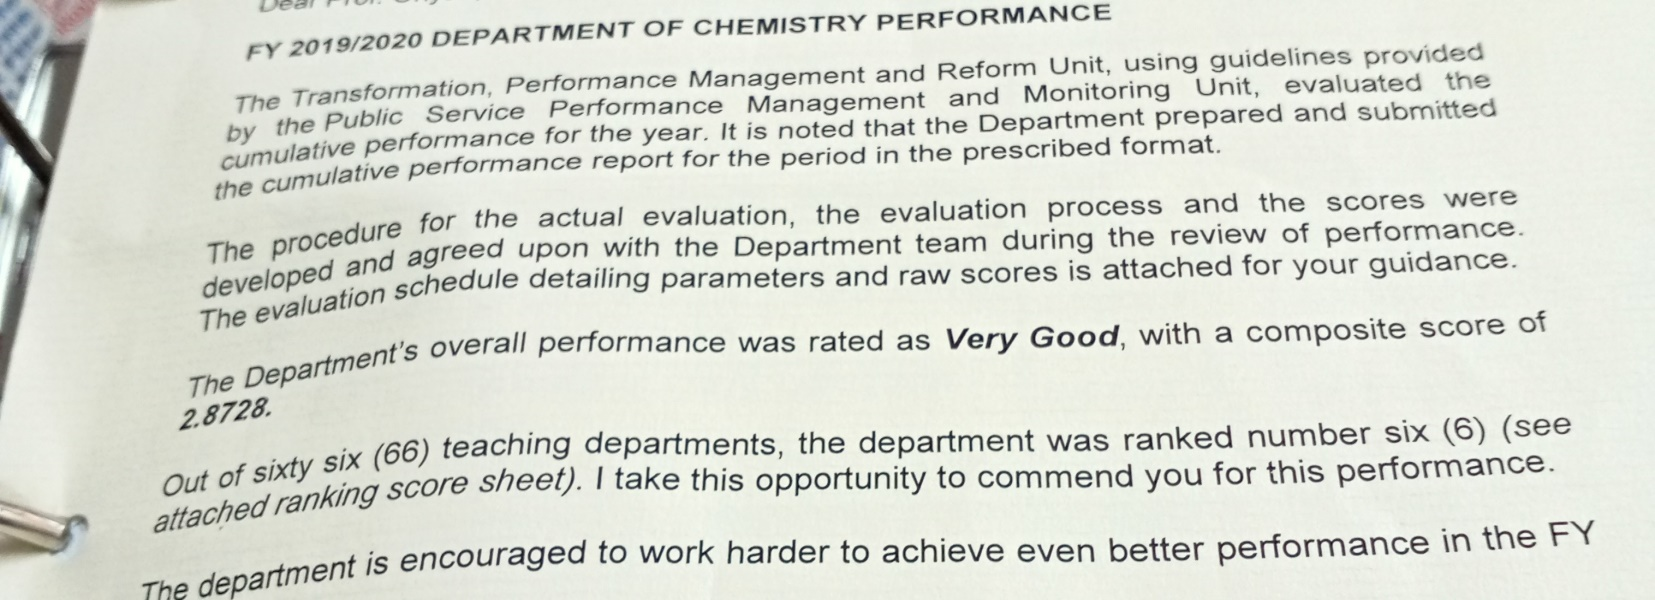 FY 2019/2020 DEPARTMENT OF CHEMISTRY PERFORMANCE
The Transformation, Performance Management and Reform Unit, using guidelines provided
by the Public Service Performance Management and Monitoring Unit, evaluated the
cumulative performance for the year. It is noted that the Department prepared and submitted
the cumulative performance report for the period in the prescribed format.
The procedure for the actual evaluation, the evaluation process and the scores were
developed and agreed upon with the Department team during the review of performance.
The evaluation schedule detailing parameters and raw scores is attached for your guidance.
The Department's overall performance was rated as Very Good, with a composite score of
2.8728.
Out of sixty six (66) teaching departments, the department was ranked number six (6) (see
attached ranking score sheet). I take this opportunity to commend you for this performance.
The department is encouraged to work harder to achieve even better performance in the FY